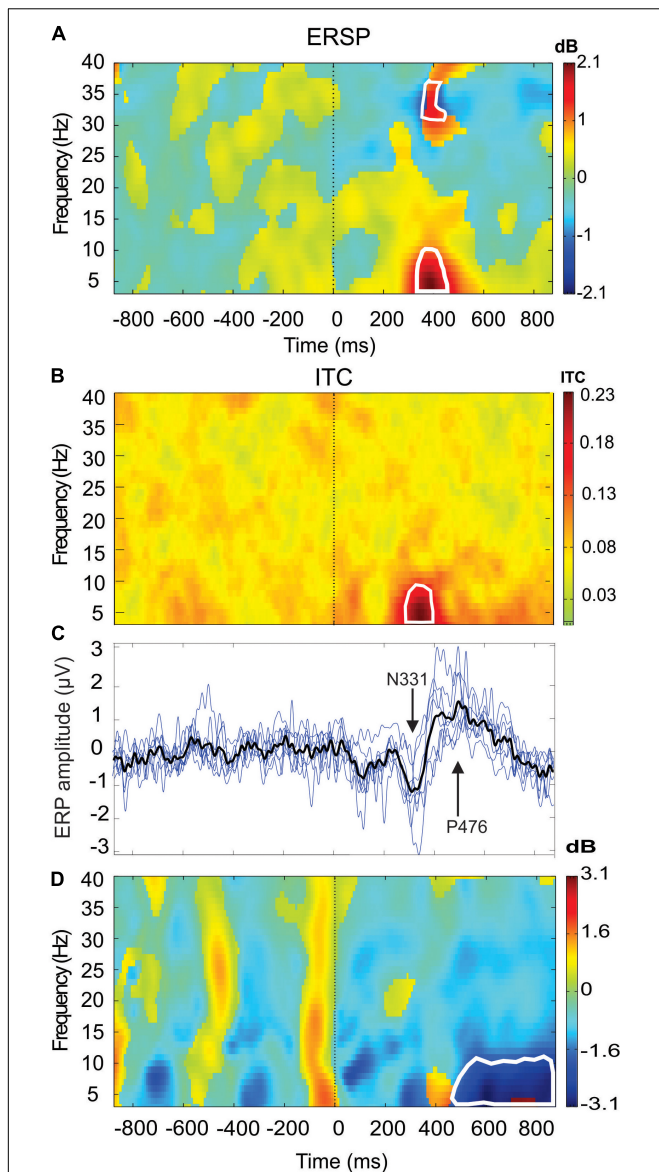 A
ERSP
dB
40
35
30
25
20
15
10
5
Frequency (Hz)
2.1
1
0
-1
-2.1
-800 -600 -400 -200 0 200 400 600 800
Time (ms)
B
ITC
ITC
40
35
30
25
20
15
10
5
Frequency (Hz)
0.23
0.18
0.13
0.08
0.03
C
3
2
1
0
-1
-2
-3
ERP amplitude (µV)
N331
P476
dB
D
40
30
25
20
15
10
5
Frequency (Hz)
3.1
1.6
0
-1.6
-3.1
-800 -600 -400 -200 0 200 400 600 800
Time (ms)